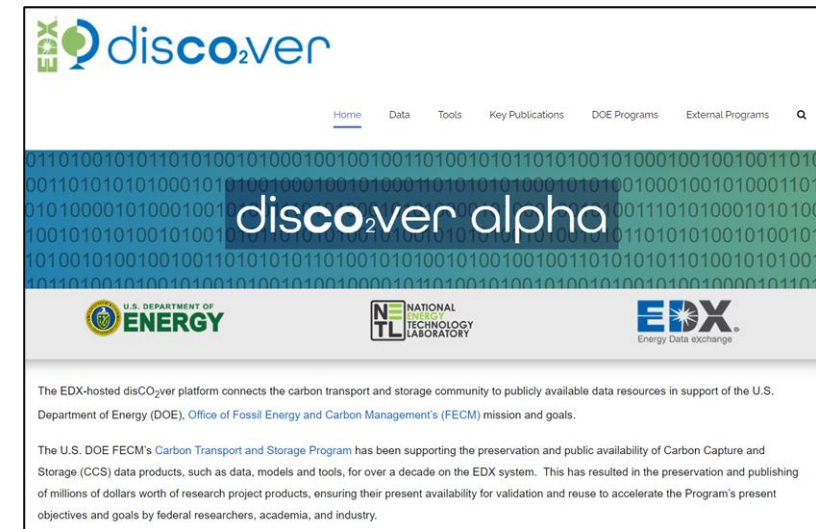 EDX disco₂ver
Home Data Tools Key Publications DOE Programs External Programs
disco₂ver alpha
U.S. DEPARTMENT OF
ENERGY
NE
TL
NATIONAL
ENERGY
TECHNOLOGY
LABORATORY
EDX.
Energy Data eXchange
The EDX-hosted disCO₂ver platform connects the carbon transport and storage community to publicly available data resources in support of the U.S.
Department of Energy (DOE), Office of Fossil Energy and Carbon Management's (FECM) mission and goals.
The U.S. DOE FECM's Carbon Transport and Storage Program has been supporting the preservation and public availability of Carbon Capture and
Storage (CCS) data products, such as data, models and tools, for over a decade on the EDX system. This has resulted in the preservation and publishing
of millions of dollars worth of research project products, ensuring their present availability for validation and reuse to accelerate the Program's present
objectives and goals by federal researchers, academia, and industry.